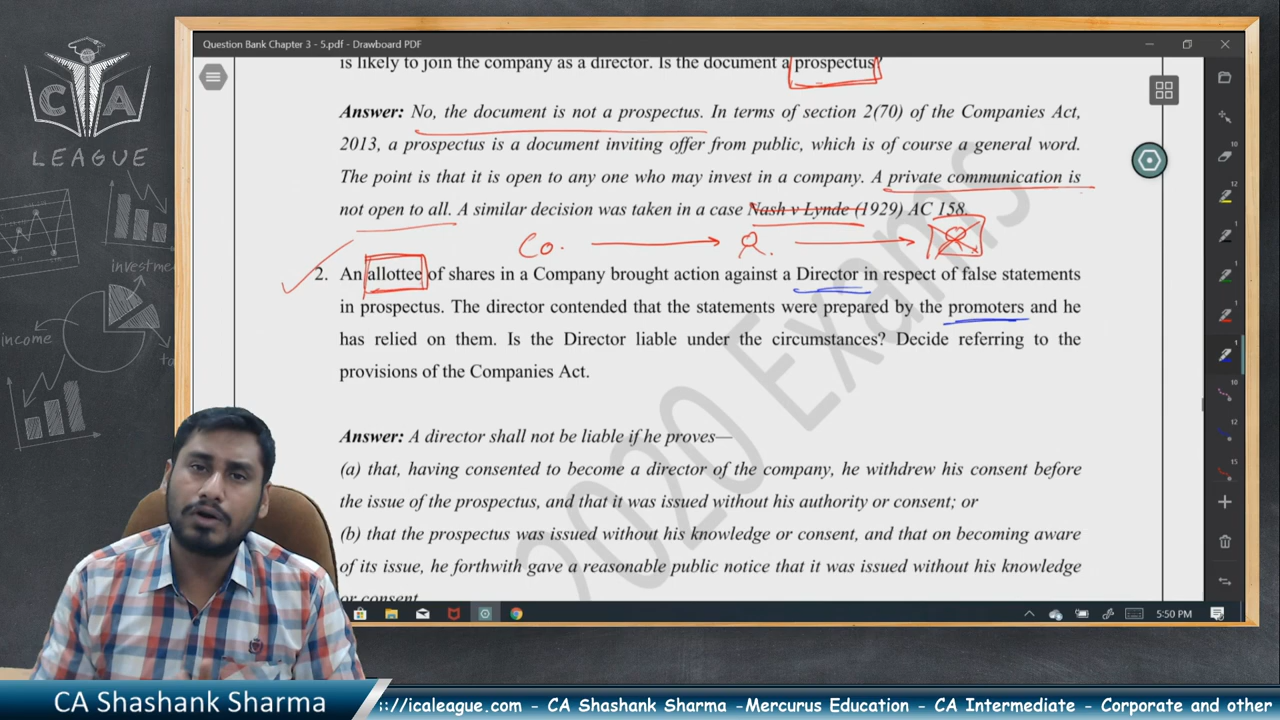 Question Bank Chapter 3 - 5.pdf - Drawboard PDF
is likely to join the company as a director. Is the document a prospectus?
Answer: No, the document is not a prospectus. In terms of section 2(70) of the Companies Act,
2013, a prospectus is a document inviting offer from public, which is of course a general word.
The point is that it is open to any one who may invest in a company. A private communication is
not open to all. A similar decision was taken in a case Nash v Lynde (1929) AC 158.
Co.
2. An allottee of shares in a Company brought action against a Director in respect of false statements
in prospectus. The director contended that the statements were prepared by the promoters and he
has relied on them. Is the Director liable under the circumstances? Decide referring to the
provisions of the Companies Act.
Answer: A director shall not be liable if he proves—
(a) that, having consented to become a director of the company, he withdrew his consent before
the issue of the prospectus, and that it was issued without his authority or consent; or
(b) that the prospectus was issued without his knowledge or consent, and that on becoming aware
of its issue, he forthwith gave a reasonable public notice that it was issued without his knowledge
or consent
2020 Exams
CA
LEAGUE
investme
income
10
12
1
1
1
1
10
12
15
5:50 PM
CA Shashank Sharma
://icaleague.com - CA Shashank Sharma -Mercurus Education - CA Intermediate - Corporate and other